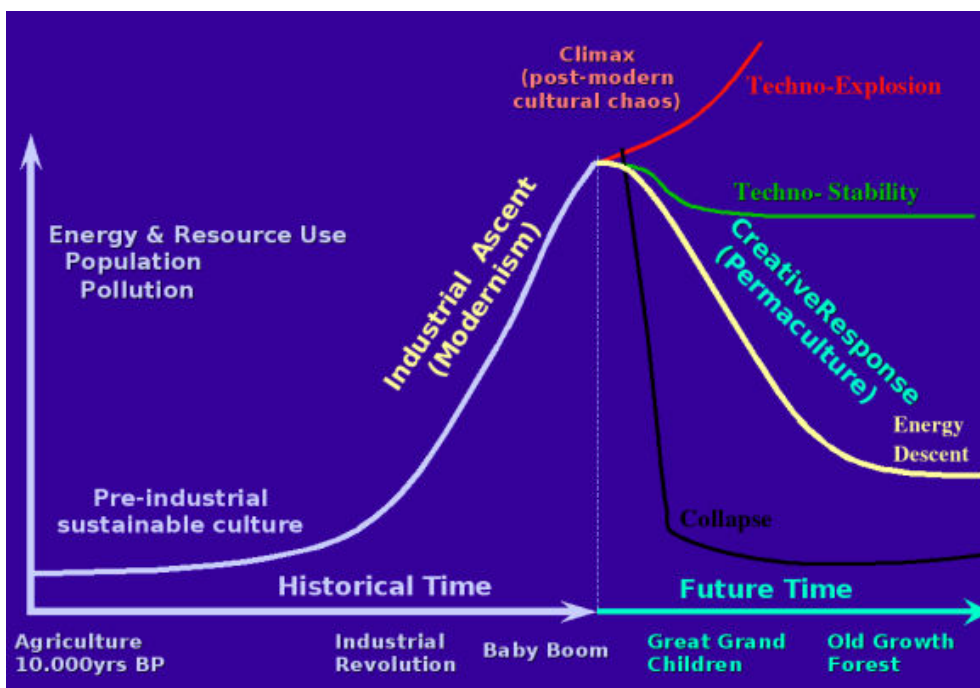 Climax
(post-modern
cultural chaos)
Techno-Explosion
Techno- Stability
Energy & Resource Use
Population
Pollution
Industrial Ascent
(Modernism)
CreativeResponse
(Permaculture)
Energy
Descent
Pre-industrial
sustainable culture
Collapse
Historical Time
Future Time
Agriculture
10.000yrs BP
Industrial
Revolution
Baby Boom
Great Grand
Children
Old Growth
Forest